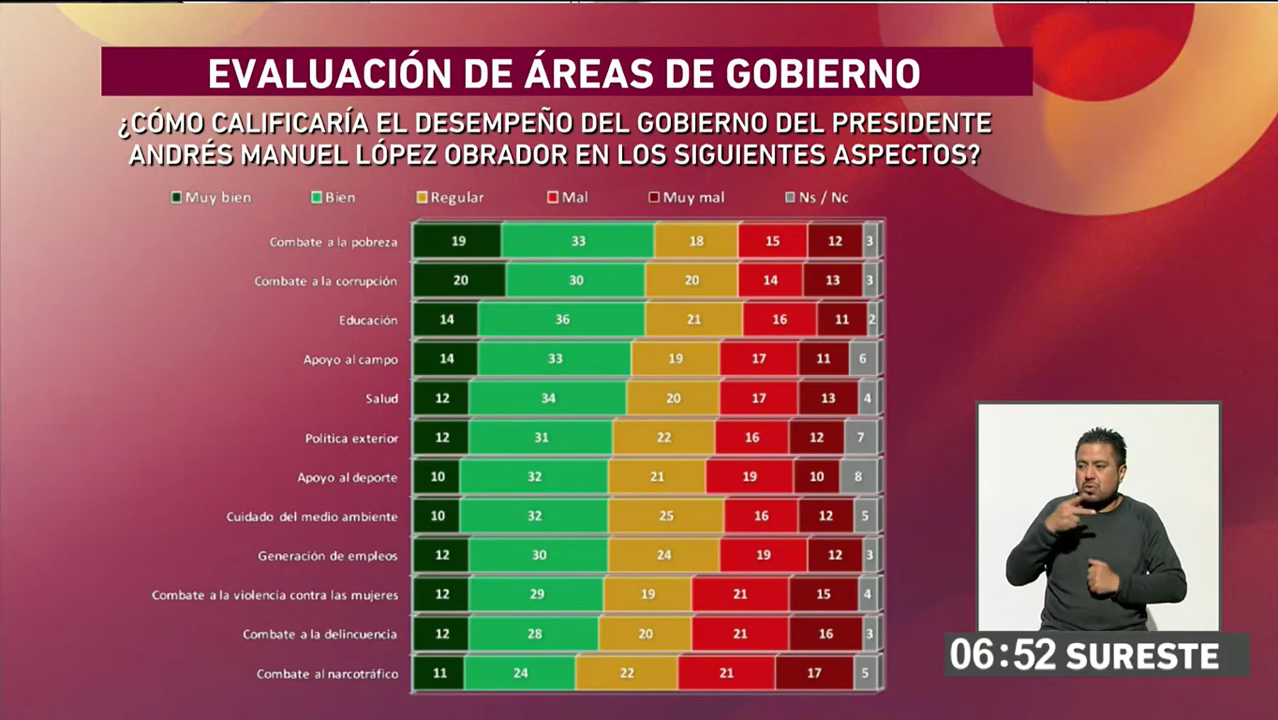 EVALUACIÓN DE ÁREAS DE GOBIERNO
¿CÓMO CALIFICARÍA EL DESEMPEÑO DEL GOBIERNO DEL PRESIDENTE
ANDRÉS MANUEL LÓPEZ OBRADOR EN LOS SIGUIENTES ASPECTOS?
Muy bien Bien Regular Mal Muy mal Ns / Nc
Combate a la pobreza 19 33 18 15 12 3
Combate a la corrupción 20 30 20 14 13 3
Educación 14 36 21 16 11 2
Apoyo al campo 14 33 19 17 11 6
Salud 12 34 20 17 13 4
Política exterior 12 31 22 16 12 7
Apoyo al deporte 10 32 21 19 10 8
Cuidado del medio ambiente 10 32 25 16 12 5
Generación de empleos 12 30 24 19 12 3
Combate a la violencia contra las mujeres 12 29 19 21 15 4
Combate a la delincuencia 12 28 20 21 16 3
Combate al narcotráfico 11 24 22 21 17 5
06:52 SURESTE